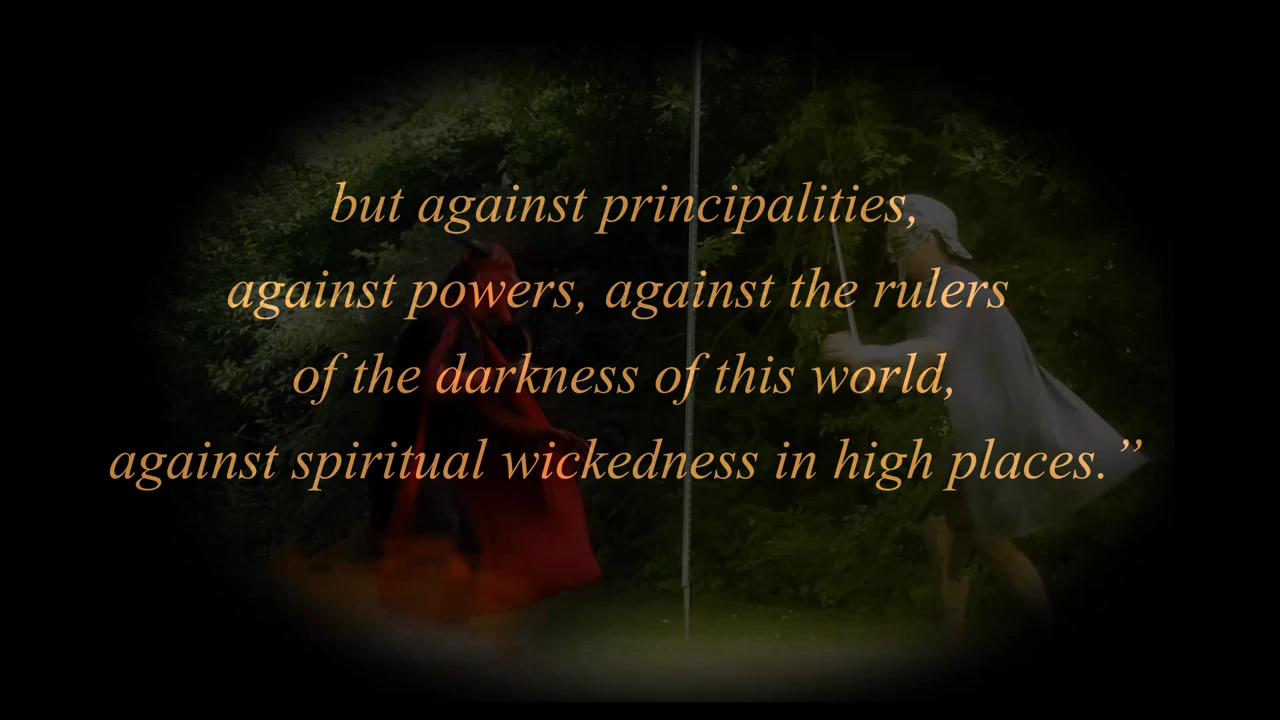 but against principalities,
against powers, against the rulers
of the darkness of this world,
against spiritual wickedness in high places.”